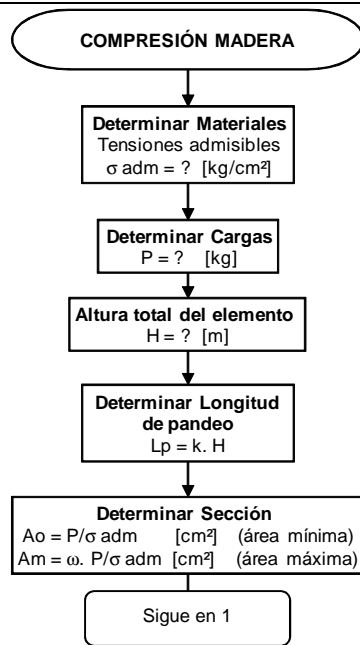 COMPRESIÓN MADERA
Determinar Materiales
Tensiones admisibles
σ adm = ? [kg/cm²]
Determinar Cargas
P = ? [kg]
Altura total del elemento
H = ? [m]
Determinar Longitud
de pandeo
Lp = k. H
Determinar Sección
Ao = P/σ adm [cm²] (área mínima)
Am = ω. P/σ adm [cm²] (área máxima)
Sigue en 1